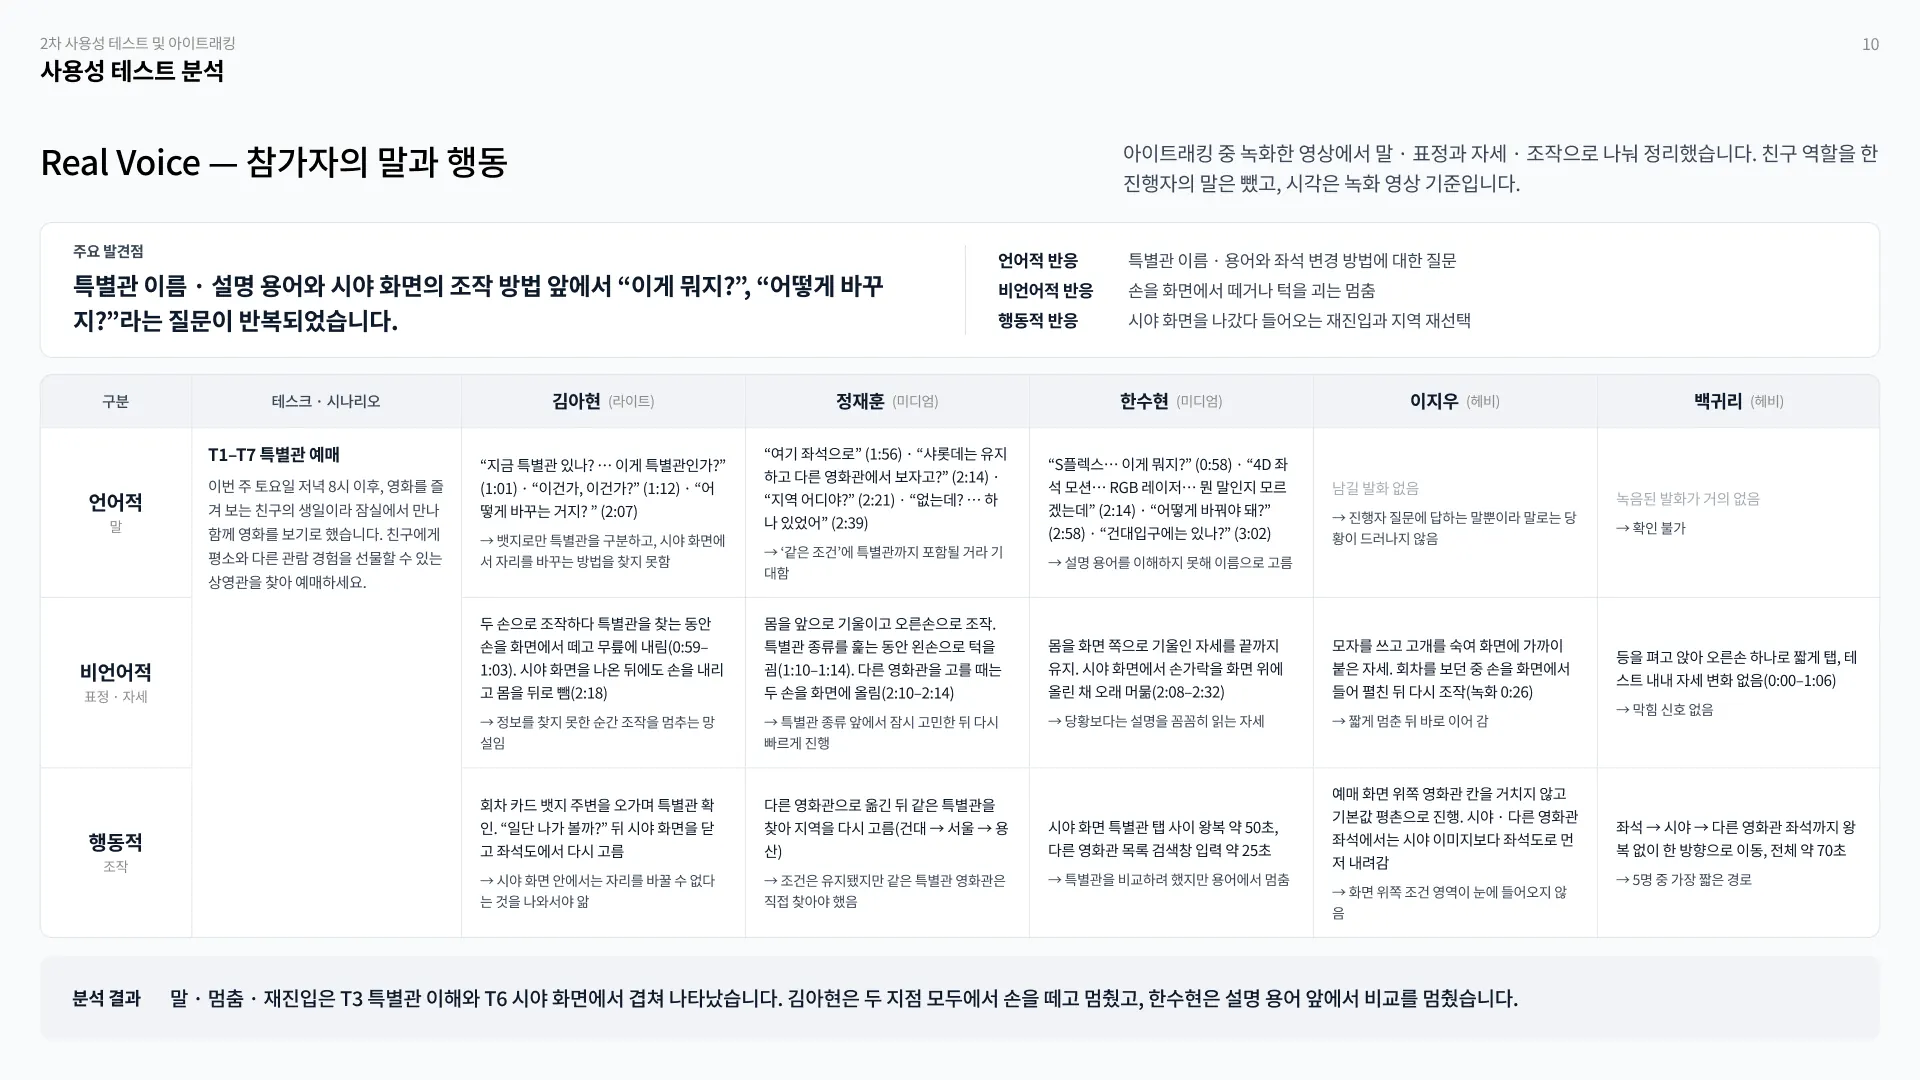 2차 사용성 테스트 및 아이트래킹
사용성 테스트 분석
10
Real Voice — 참가자의 말과 행동
아이트래킹 중 녹화한 영상에서 말 · 표정과 자세 · 조작으로 나눠 정리했습니다. 친구 역할을 한
진행자의 말은 뺐고, 시각은 녹화 영상 기준입니다.
주요 발견점
특별관 이름 · 설명 용어와 시야 화면의 조작 방법 앞에서 “이게 뭐지?”, “어떻게 바꾸
지?”라는 질문이 반복되었습니다.
언어적 반응 특별관 이름 · 용어와 좌석 변경 방법에 대한 질문
비언어적 반응 손을 화면에서 떼거나 턱을 괴는 멈춤
행동적 반응 시야 화면을 나갔다 들어오는 재진입과 지역 재선택
구분 테스크 · 시나리오 김아현 (라이트) 정재훈 (미디엄) 한수현 (미디엄) 이지우 (헤비) 백귀리 (헤비)
언어적
말
T1–T7 특별관 예매
이번 주 토요일 저녁 8시 이후, 영화를 즐
겨 보는 친구의 생일이라 잠실에서 만나
함께 영화를 보기로 했습니다. 친구에게
평소와 다른 관람 경험을 선물할 수 있는
상영관을 찾아 예매하세요.
“지금 특별관 있나? ⋯ 이게 특별관인가?”
(1:01) · “이건가, 이건가?” (1:12) · “어
떻게 바꾸는 거지? ” (2:07)
→ 뱃지로만 특별관을 구분하고, 시야 화면에
서 자리를 바꾸는 방법을 찾지 못함
“여기 좌석으로” (1:56) · “샤롯데는 유지
하고 다른 영화관에서 보자고?” (2:14) ·
“지역 어디야?” (2:21) · “없는데? ⋯ 하
나 있었어” (2:39)
→ ‘같은 조건’에 특별관까지 포함될 거라 기
대함
“S플렉스⋯ 이게 뭐지?” (0:58) · “4D 좌
석 모션⋯ RGB 레이저⋯ 뭔 말인지 모르
겠는데” (2:14) · “어떻게 바꿔야 돼?”
(2:58) · “건대입구에는 있나?” (3:02)
→ 설명 용어를 이해하지 못해 이름으로 고름
남길 발화 없음
→ 진행자 질문에 답하는 말뿐이라 말로는 당
황이 드러나지 않음
녹음된 발화가 거의 없음
→ 확인 불가
비언어적
표정 · 자세
두 손으로 조작하다 특별관을 찾는 동안
손을 화면에서 떼고 무릎에 내림(0:59–
1:03). 시야 화면을 나온 뒤에도 손을 내리
고 몸을 뒤로 뺌(2:18)
→ 정보를 찾지 못한 순간 조작을 멈추는 망
설임
몸을 앞으로 기울이고 오른손으로 조작.
특별관 종류를 훑는 동안 왼손으로 턱을
굄(1:10–1:14). 다른 영화관을 고를 때는
두 손을 화면에 올림(2:10–2:14)
→ 특별관 종류 앞에서 잠시 고민한 뒤 다시
빠르게 진행
몸을 화면 쪽으로 기울인 자세를 끝까지
유지. 시야 화면에서 손가락을 화면 위에
올린 채 오래 머묾(2:08–2:32)
→ 당황보다는 설명을 꼼꼼히 읽는 자세
모자를 쓰고 고개를 숙여 화면에 가까이
붙은 자세. 회차를 보던 중 손을 화면에서
들어 펼친 뒤 다시 조작(녹화 0:26)
→ 짧게 멈춘 뒤 바로 이어 감
등을 펴고 앉아 오른손 하나로 짧게 탭, 테
스트 내내 자세 변화 없음(0:00–1:06)
→ 막힘 신호 없음
행동적
조작
회차 카드 뱃지 주변을 오가며 특별관 확
인. “일단 나가 볼까?” 뒤 시야 화면을 닫
고 좌석도에서 다시 고름
→ 시야 화면 안에서는 자리를 바꿀 수 없다
는 것을 나와서야 앎
다른 영화관으로 옮긴 뒤 같은 특별관을
찾아 지역을 다시 고름(건대 → 서울 → 용
산)
→ 조건은 유지됐지만 같은 특별관 영화관은
직접 찾아야 했음
시야 화면 특별관 탭 사이 왕복 약 50초,
다른 영화관 목록 검색창 입력 약 25초
→ 특별관을 비교하려 했지만 용어에서 멈춤
예매 화면 위쪽 영화관 칸을 거치지 않고
기본값 평촌으로 진행. 시야 · 다른 영화관
좌석에서는 시야 이미지보다 좌석도로 먼
저 내려감
→ 화면 위쪽 조건 영역이 눈에 들어오지 않
음
좌석 → 시야 → 다른 영화관 좌석까지 왕
복 없이 한 방향으로 이동, 전체 약 70초
→ 5명 중 가장 짧은 경로
분석 결과 말 · 멈춤 · 재진입은 T3 특별관 이해와 T6 시야 화면에서 겹쳐 나타났습니다. 김아현은 두 지점 모두에서 손을 떼고 멈췄고, 한수현은 설명 용어 앞에서 비교를 멈췄습니다.